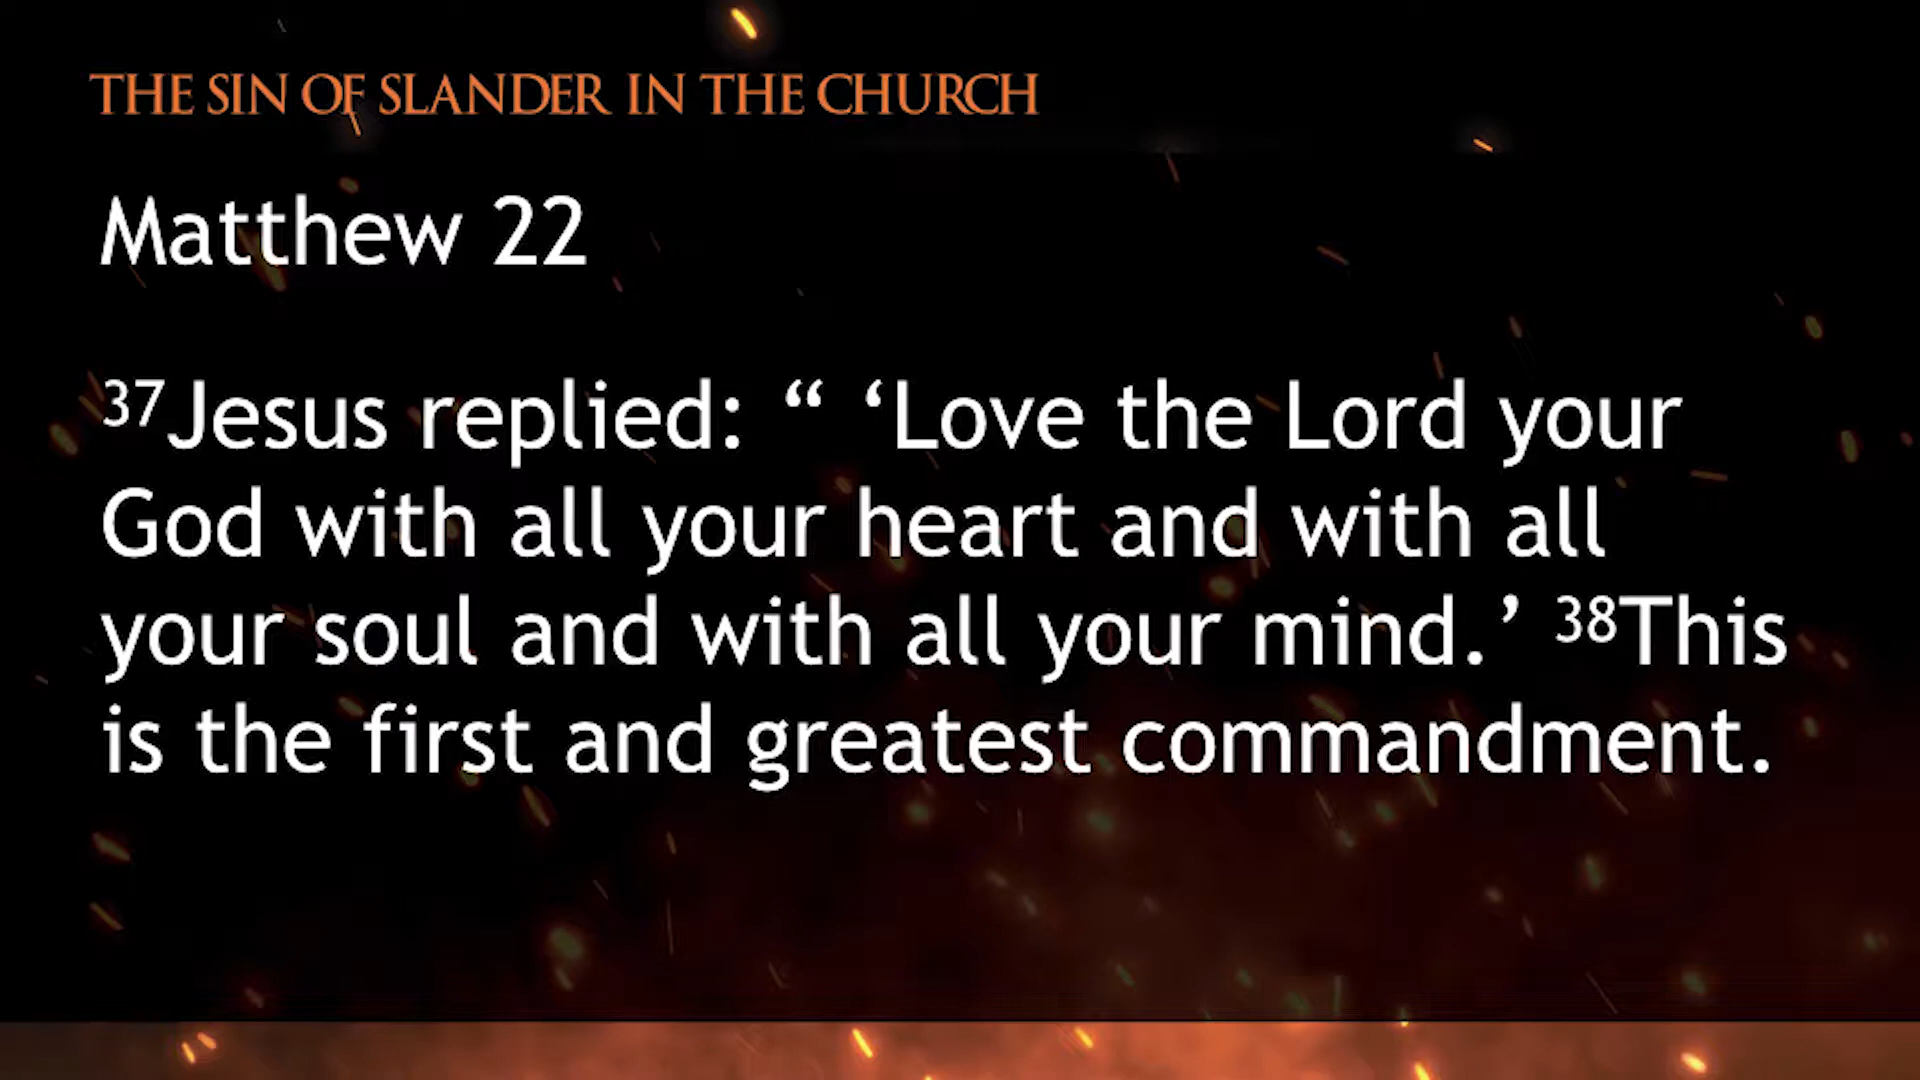 THE SIN OF SLANDER IN THE CHURCH
Matthew 22
³⁷Jesus replied: “ ‘Love the Lord your
God with all your heart and with all
your soul and with all your mind.’ ³⁸This
is the first and greatest commandment.